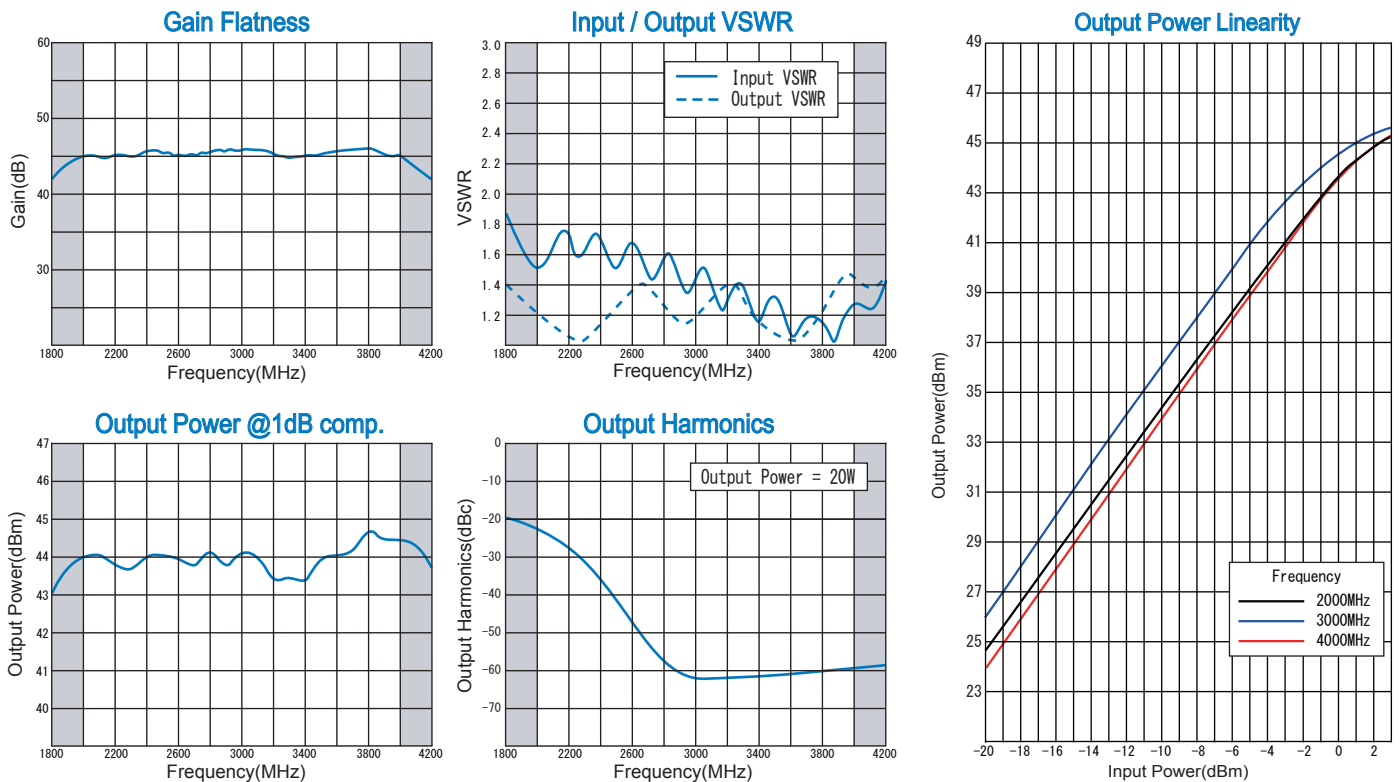 Gain Flatness
Gain(dB)
60
50
40
30
1800 2200 2600 3000 3400 3800 4200
Frequency(MHz)
Input / Output VSWR
VSWR
3.0
2.8
2.6
2.4
2.2
2.0
1.8
1.6
1.4
1.2
Input VSWR
Output VSWR
1800 2200 2600 3000 3400 3800 4200
Frequency(MHz)
Output Power @1dB comp.
Output Power(dBm)
47
46
45
44
43
42
41
40
1800 2200 2600 3000 3400 3800 4200
Frequency(MHz)
Output Harmonics
Output Harmonics(dBc)
0
-10
-20
-30
-40
-50
-60
-70
Output Power = 20W
1800 2200 2600 3000 3400 3800 4200
Frequency(MHz)
Output Power Linearity
Output Power(dBm)
49
47
45
43
41
39
37
35
33
31
29
27
25
23
Frequency
2000MHz
3000MHz
4000MHz
-20 -18 -16 -14 -12 -10 -8 -6 -4 -2 0 2
Input Power(dBm)